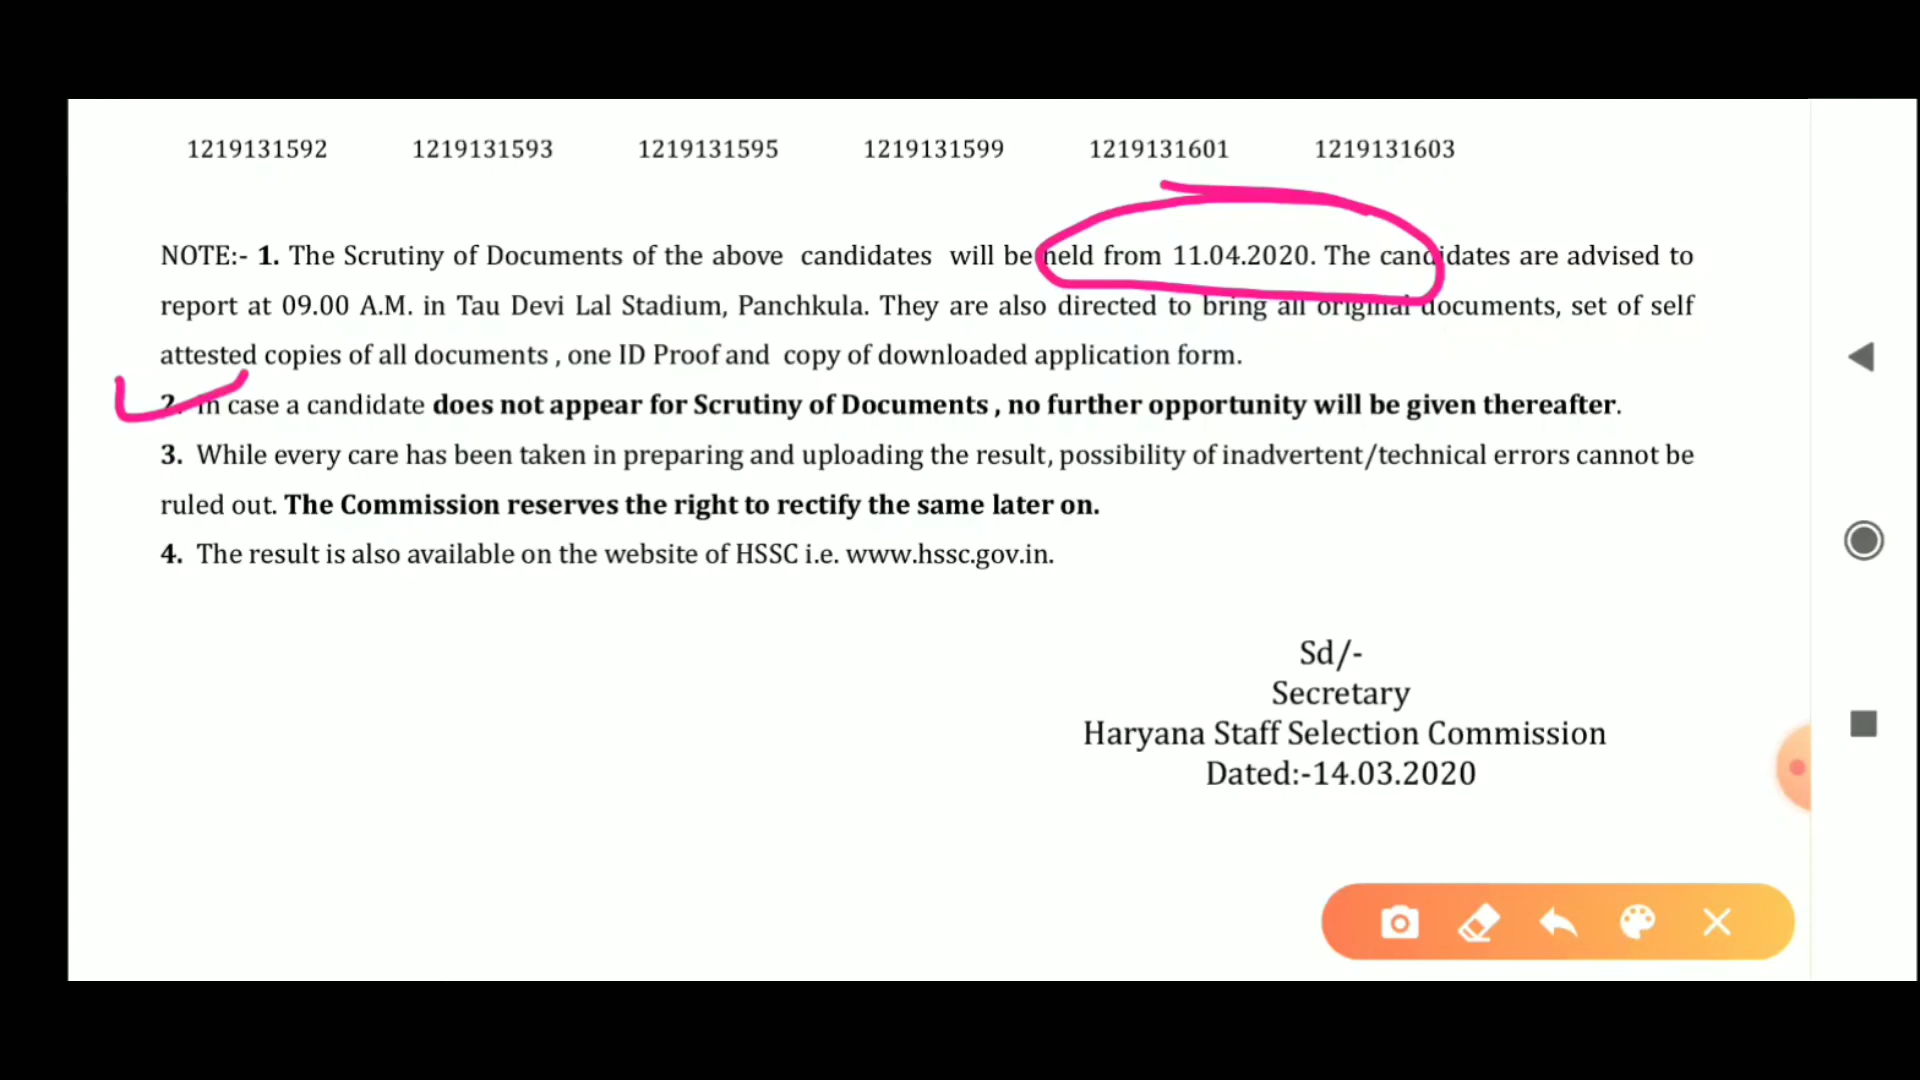 1219131592 1219131593 1219131595 1219131599 1219131601 1219131603
NOTE:- 1. The Scrutiny of Documents of the above candidates will be held from 11.04.2020. The candidates are advised to
report at 09.00 A.M. in Tau Devi Lal Stadium, Panchkula. They are also directed to bring all original documents, set of self
attested copies of all documents , one ID Proof and copy of downloaded application form.
2. In case a candidate does not appear for Scrutiny of Documents , no further opportunity will be given thereafter.
3. While every care has been taken in preparing and uploading the result, possibility of inadvertent/technical errors cannot be
ruled out. The Commission reserves the right to rectify the same later on.
4. The result is also available on the website of HSSC i.e. www.hssc.gov.in.
Sd/-
Secretary
Haryana Staff Selection Commission
Dated:-14.03.2020